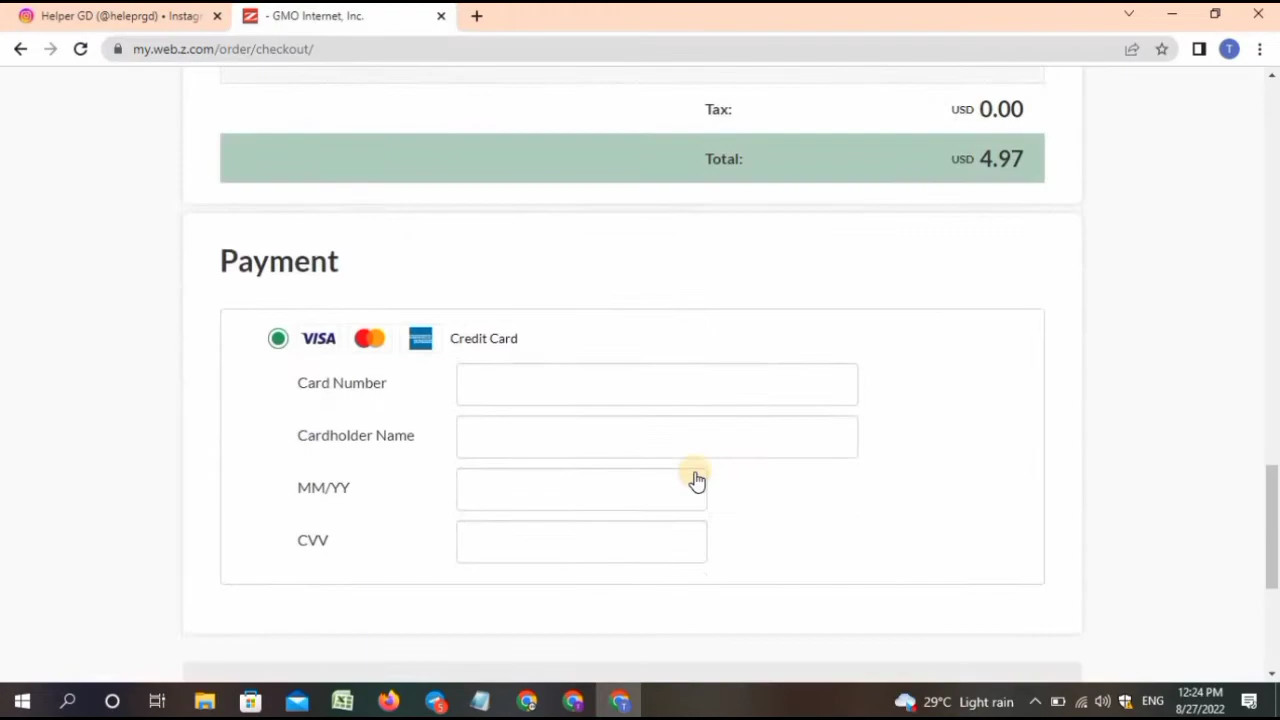 Helper GD (@heleprgd) • Instag
- GMO Internet, Inc.
my.web.z.com/order/checkout/
T
Tax:
USD 0.00
Total:
USD 4.97
Payment
VISA
Credit Card
Card Number
Cardholder Name
MM/YY
CVV
29°C Light rain
ENG
12:24 PM
8/27/2022